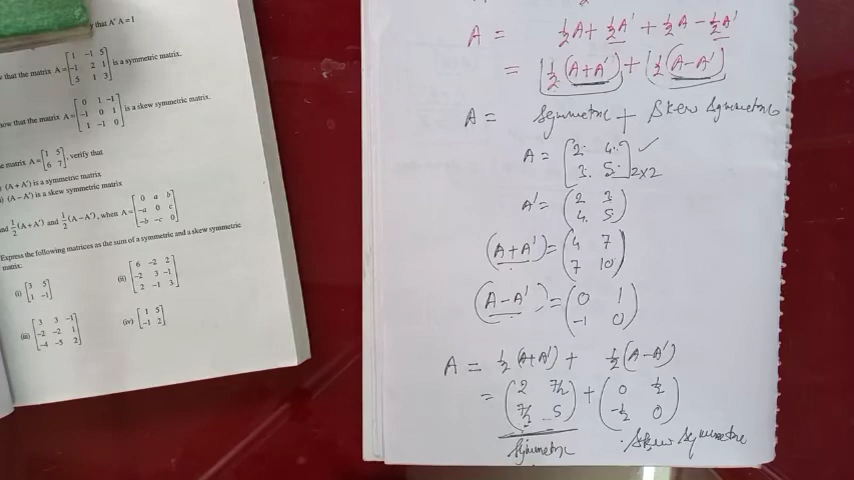 y that A' A = I
w that the matrix A = [1 -1 5; -1 2 1; 5 1 3] is a symmetric matrix.
how that the matrix A = [0 1 -1; -1 0 1; 1 -1 0] is a skew symmetric matrix.
e matrix A = [1 5; 6 7], verify that
) (A + A') is a symmetric matrix
) (A – A') is a skew symmetric matrix
nd 1/2 (A + A') and 1/2 (A – A'), when A = [0 a b; -a 0 c; -b -c 0]
Express the following matrices as the sum of a symmetric and a skew symmetric
matrix:
(i) [3 5; 1 -1] (ii) [6 -2 2; -2 3 -1; 2 -1 3]
(iii) [3 3 -1; -2 -2 1; -4 -5 2] (iv) [1 5; -1 2]
A = 1/2 A + 1/2 A' + 1/2 A - 1/2 A'
= 1/2 (A+A') + 1/2 (A-A')
A = Symmetric + Skew Symmetric
A = [2 4; 3 5] 2×2 ✓
A' = (2 3; 4 5)
(A+A') = (4 7; 7 10)
(A-A') = (0 1; -1 0)
A = 1/2 (A+A') + 1/2 (A-A')
= (2 7/2; 7/2 5) + (0 1/2; -1/2 0)
Symmetric Skew Symmetric